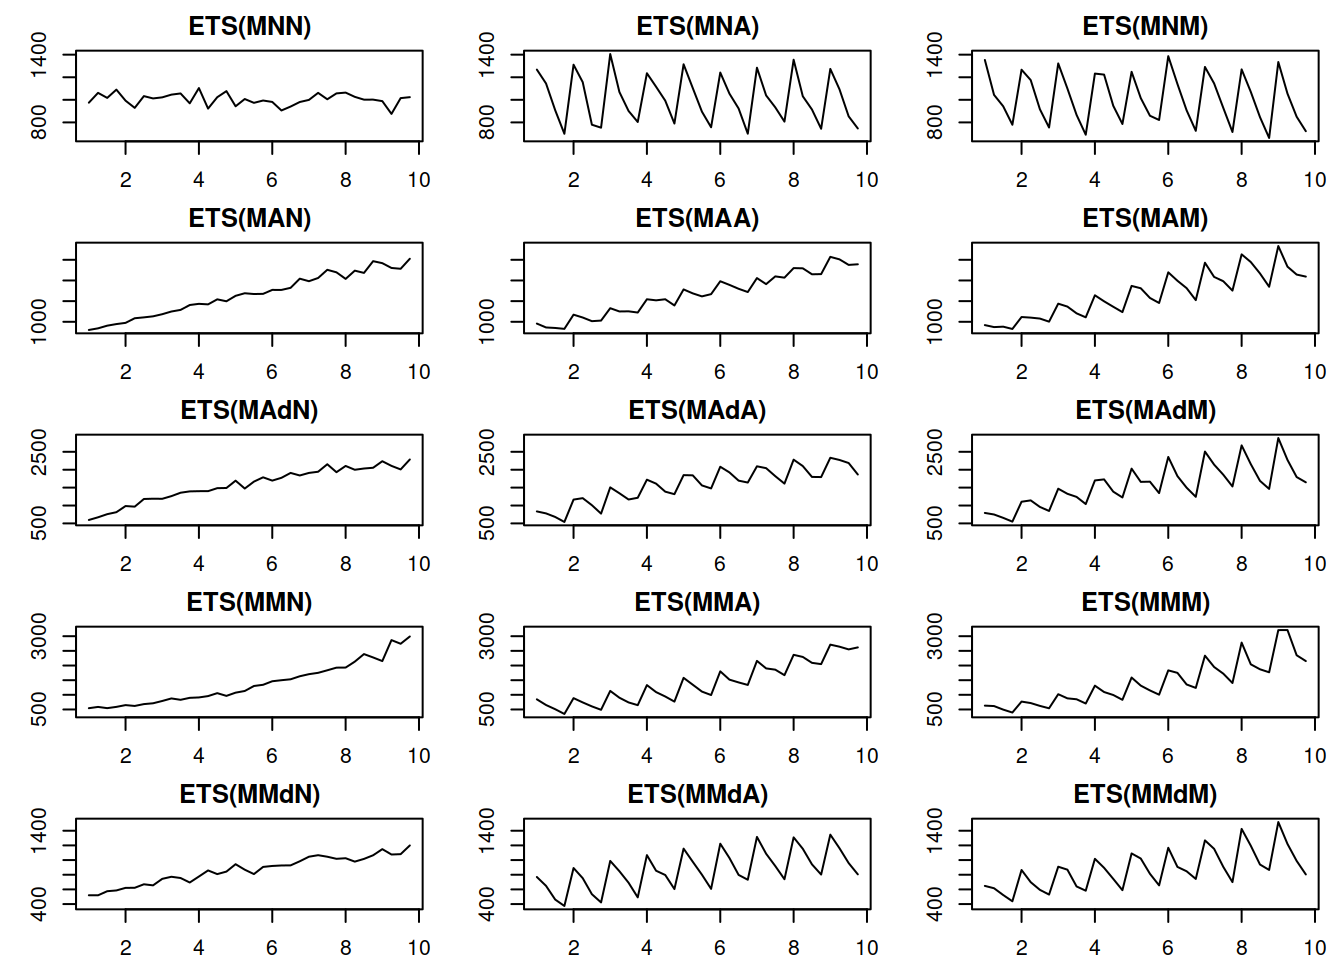 ETS(MNN) ETS(MNA) ETS(MNM)
1400 1400 1400
800 800 800
2 4 6 8 10 2 4 6 8 10 2 4 6 8 10
ETS(MAN) ETS(MAA) ETS(MAM)
1000 1000 1000
2 4 6 8 10 2 4 6 8 10 2 4 6 8 10
ETS(MAdN) ETS(MAdA) ETS(MAdM)
2500 2500 2500
500 500 500
2 4 6 8 10 2 4 6 8 10 2 4 6 8 10
ETS(MMN) ETS(MMA) ETS(MMM)
3000 3000 3000
500 500 500
2 4 6 8 10 2 4 6 8 10 2 4 6 8 10
ETS(MMdN) ETS(MMdA) ETS(MMdM)
1400 1400 1400
400 400 400
2 4 6 8 10 2 4 6 8 10 2 4 6 8 10